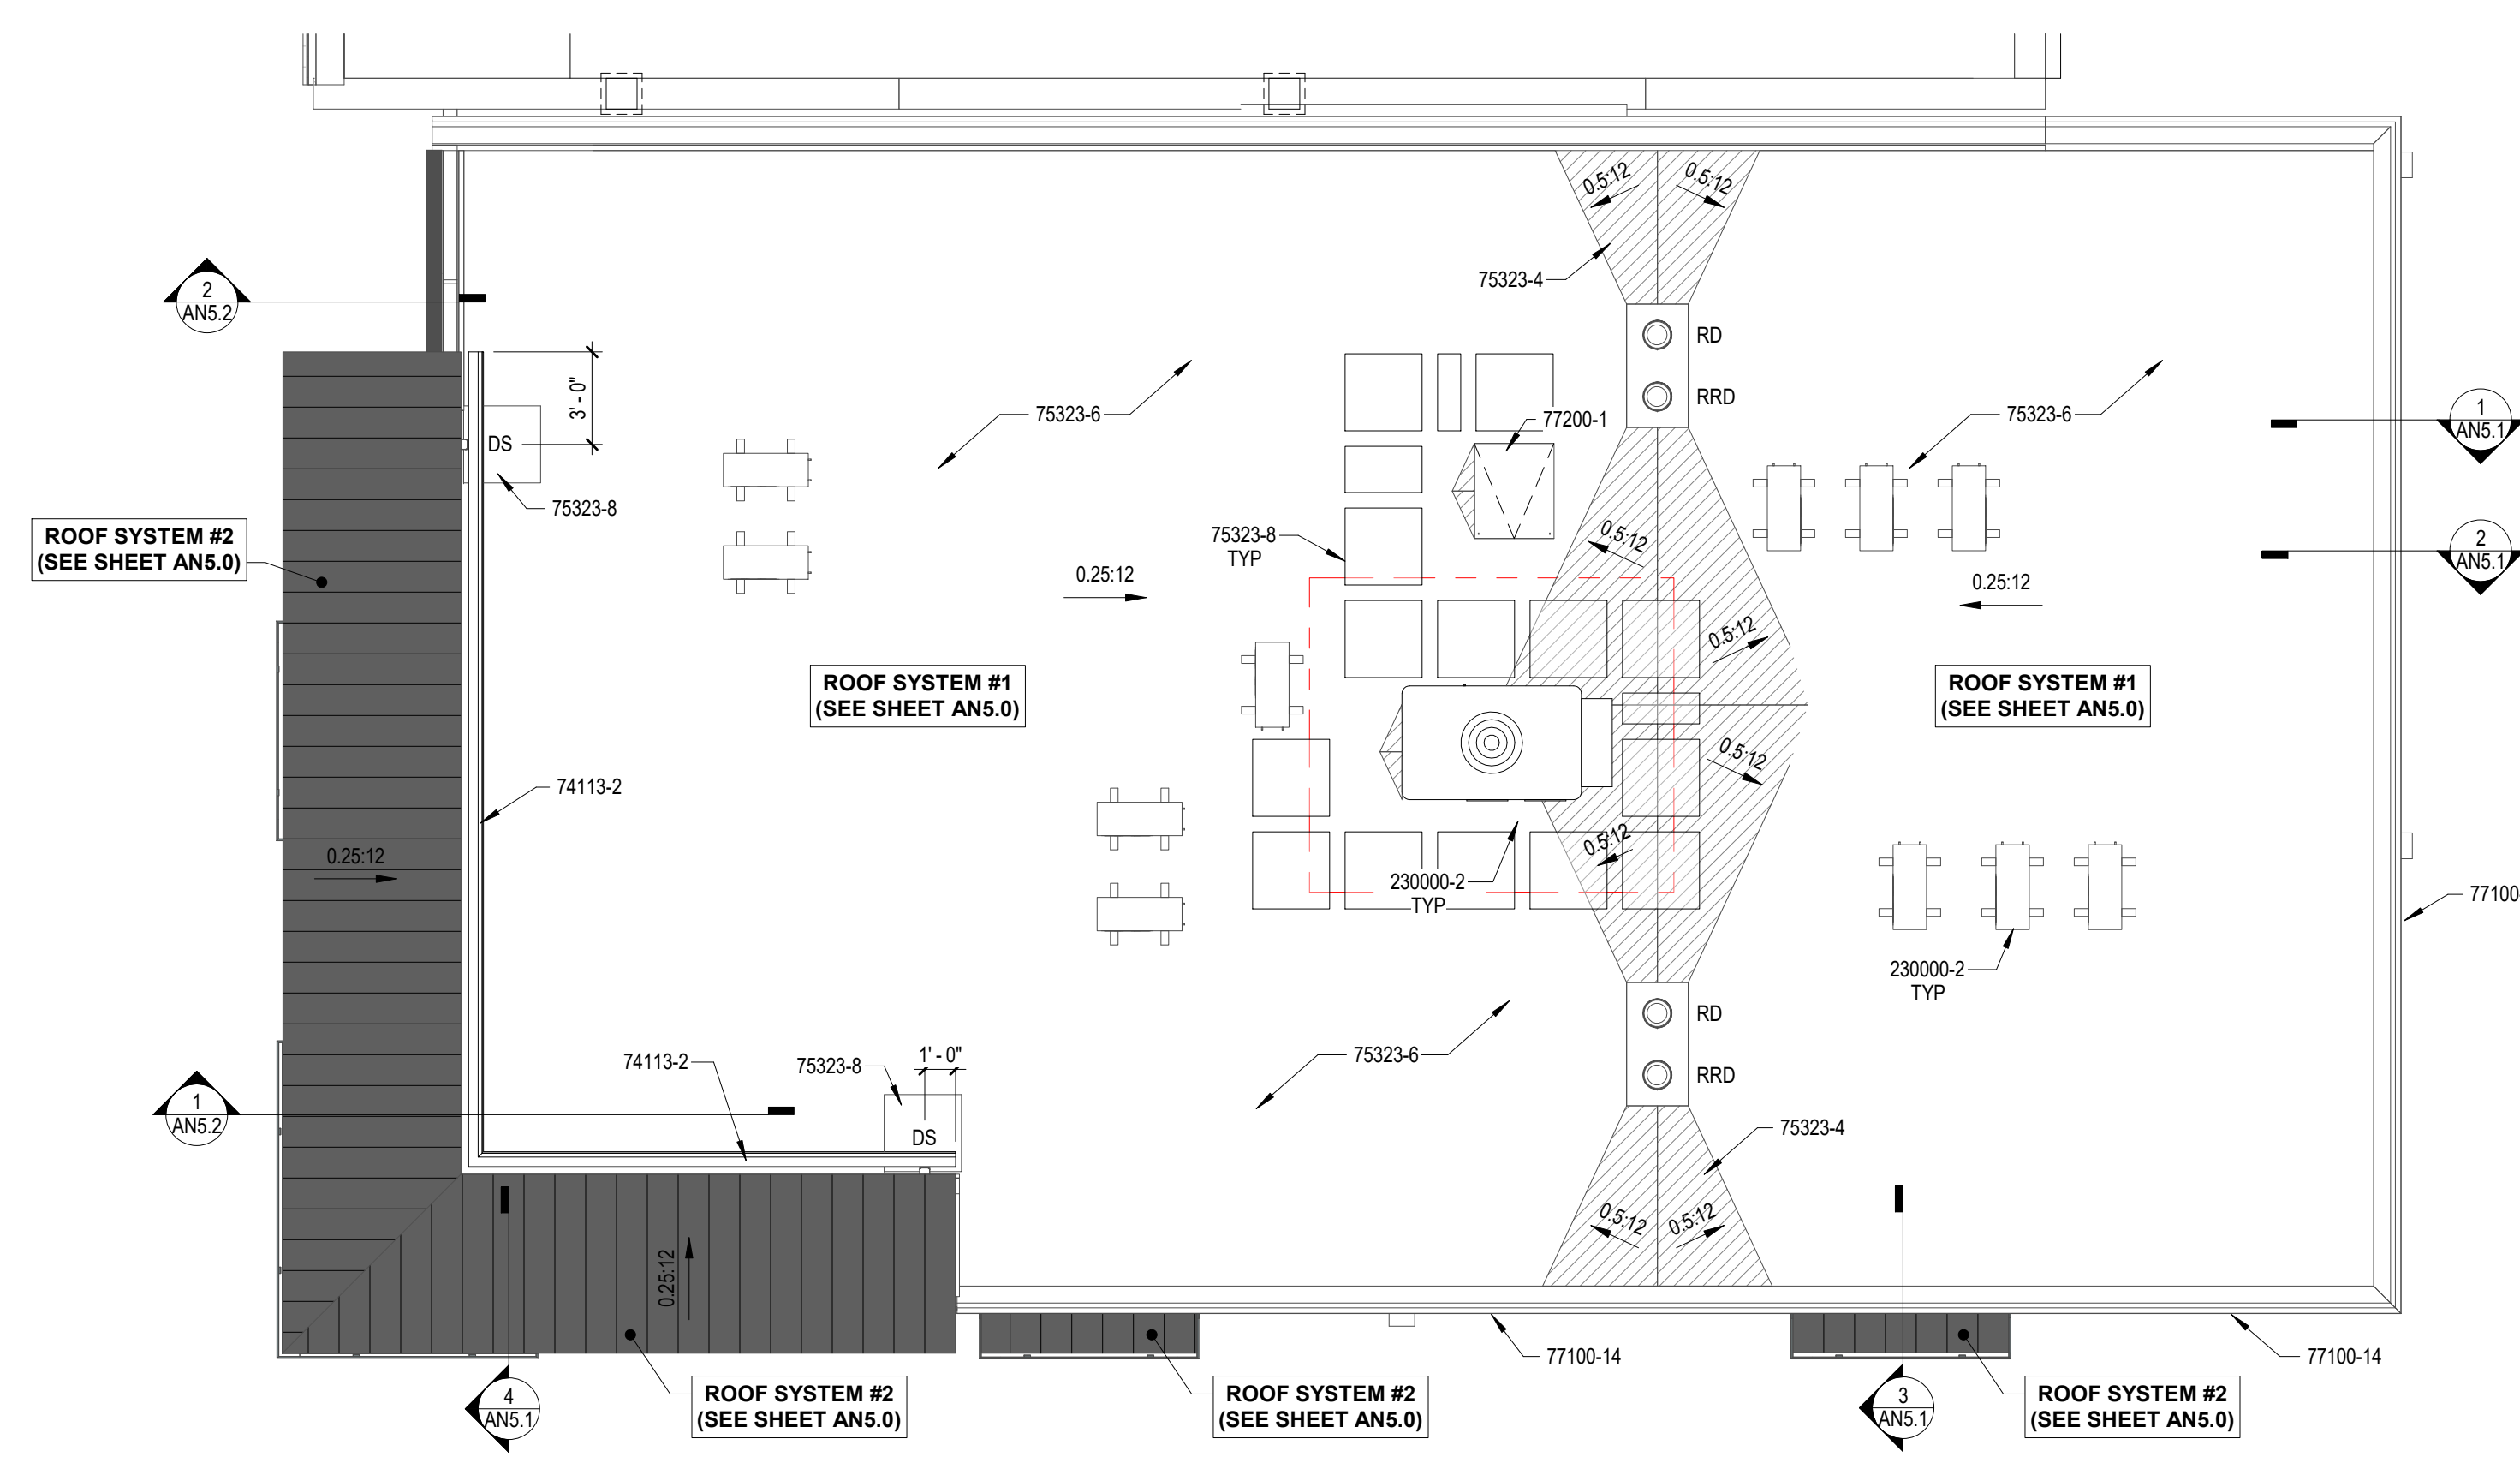 0.5:12
0.5:12
75323-4
2
AN5.2
RD
RRD
3' - 0"
75323-6
77200-1
75323-6
1
AN5.1
DS
75323-8
ROOF SYSTEM #2
(SEE SHEET AN5.0)
75323-8
TYP
0.5:12
2
AN5.1
0.25:12
0.25:12
0.5:12
ROOF SYSTEM #1
(SEE SHEET AN5.0)
ROOF SYSTEM #1
(SEE SHEET AN5.0)
0.5:12
74113-2
0.25:12
0.5:12
230000-2
TYP
77100
230000-2
TYP
RD
74113-2
75323-8
1' - 0"
75323-6
RRD
1
AN5.2
DS
75323-4
0.5:12
0.5:12
0.25:12
77100-14
77100-14
4
AN5.1
ROOF SYSTEM #2
(SEE SHEET AN5.0)
ROOF SYSTEM #2
(SEE SHEET AN5.0)
3
AN5.1
ROOF SYSTEM #2
(SEE SHEET AN5.0)